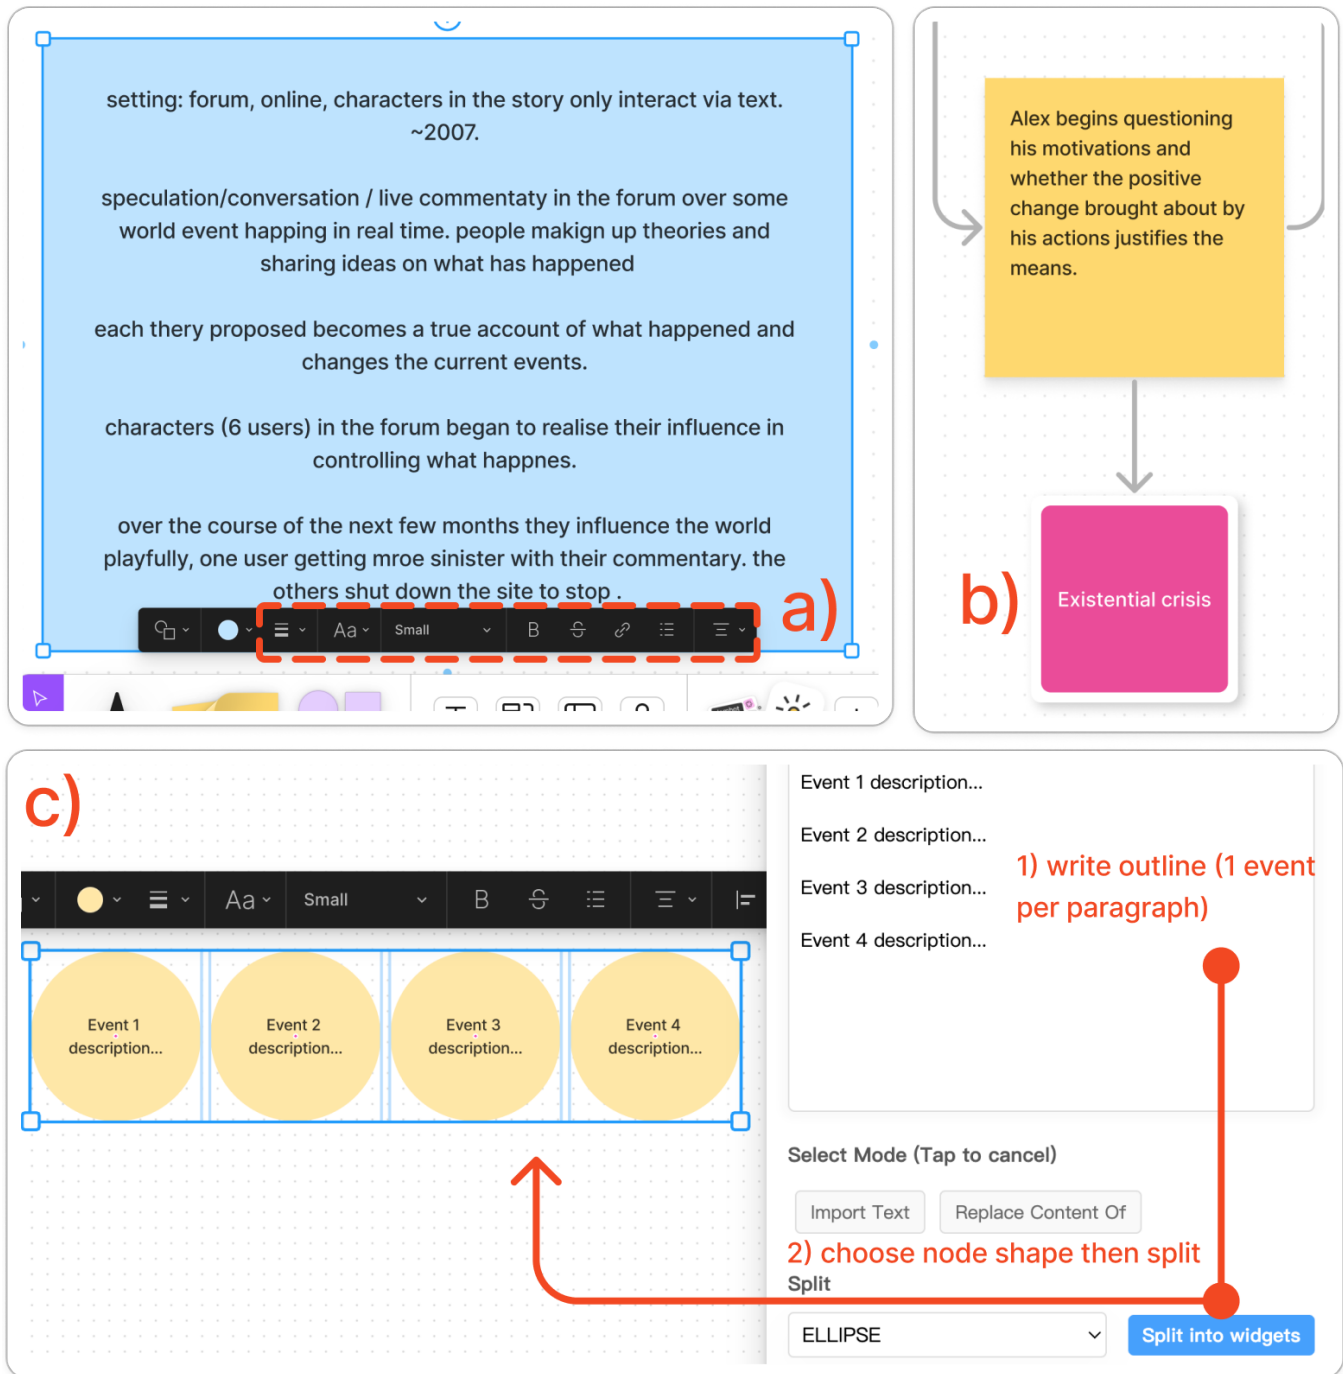 setting: forum, online, characters in the story only interact via text.
~2007.
speculation/conversation / live commentaty in the forum over some
world event happing in real time. people makign up theories and
sharing ideas on what has happened
each thery proposed becomes a true account of what happened and
changes the current events.
characters (6 users) in the forum began to realise their influence in
controlling what happnes.
over the course of the next few months they influence the world
playfully, one user getting mroe sinister with their commentary. the
others shut down the site to stop .
a)
Aa
Small
B
S
Alex begins questioning
his motivations and
whether the positive
change brought about by
his actions justifies the
means.
b)
Existential crisis
c)
Aa
Small
B
S
Event 1
description...
Event 2
description...
Event 3
description...
Event 4
description...
Event 1 description...
Event 2 description...
Event 3 description...
Event 4 description...
1) write outline (1 event
per paragraph)
Select Mode (Tap to cancel)
Import Text
Replace Content Of
2) choose node shape then split
Split
ELLIPSE
Split into widgets